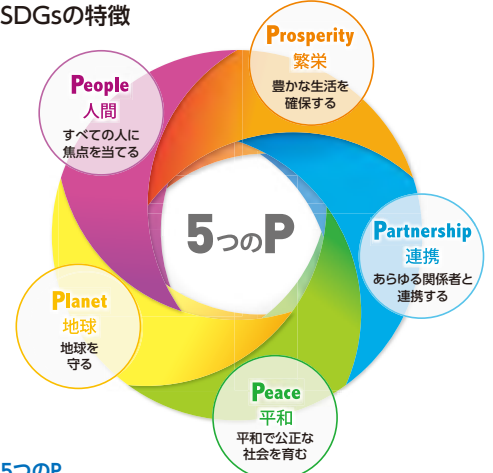 SDGsの特徴
Prosperity
繁栄
豊かな生活を
確保する
People
人間
すべての人に
焦点を当てる
5つのP
Partnership
連携
あらゆる関係者と
連携する
Planet
地球
地球を
守る
Peace
平和
平和で公正な
社会を育む
5つのP